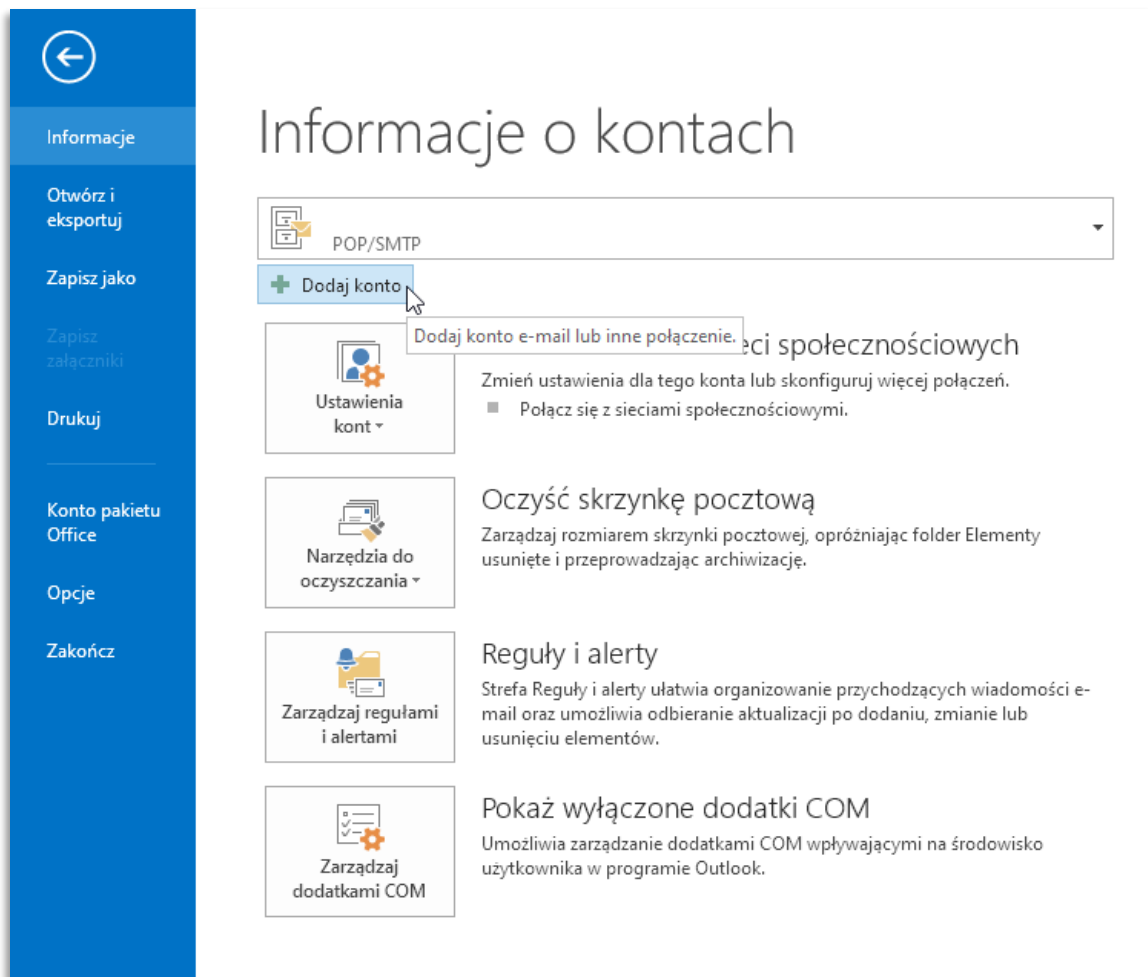 Informacje
Otwórz i
eksportuj
Zapisz jako
Zapisz
załączniki
Drukuj
Konto pakietu
Office
Opcje
Zakończ
Informacje o kontach
POP/SMTP
Dodaj konto
Dodaj konto e-mail lub inne połączenie.
eci społecznościowych
Ustawienia
kont
Zmień ustawienia dla tego konta lub skonfiguruj więcej połączeń.
Połącz się z sieciami społecznościowymi.
Narzędzia do
oczyszczania
Oczyść skrzynkę pocztową
Zarządzaj rozmiarem skrzynki pocztowej, opróżniając folder Elementy
usunięte i przeprowadzając archiwizację.
Zarządzaj regułami
i alertami
Reguły i alerty
Strefa Reguły i alerty ułatwia organizowanie przychodzących wiadomości e-
mail oraz umożliwia odbieranie aktualizacji po dodaniu, zmianie lub
usunięciu elementów.
Zarządzaj
dodatkami COM
Pokaż wyłączone dodatki COM
Umożliwia zarządzanie dodatkami COM wpływającymi na środowisko
użytkownika w programie Outlook.